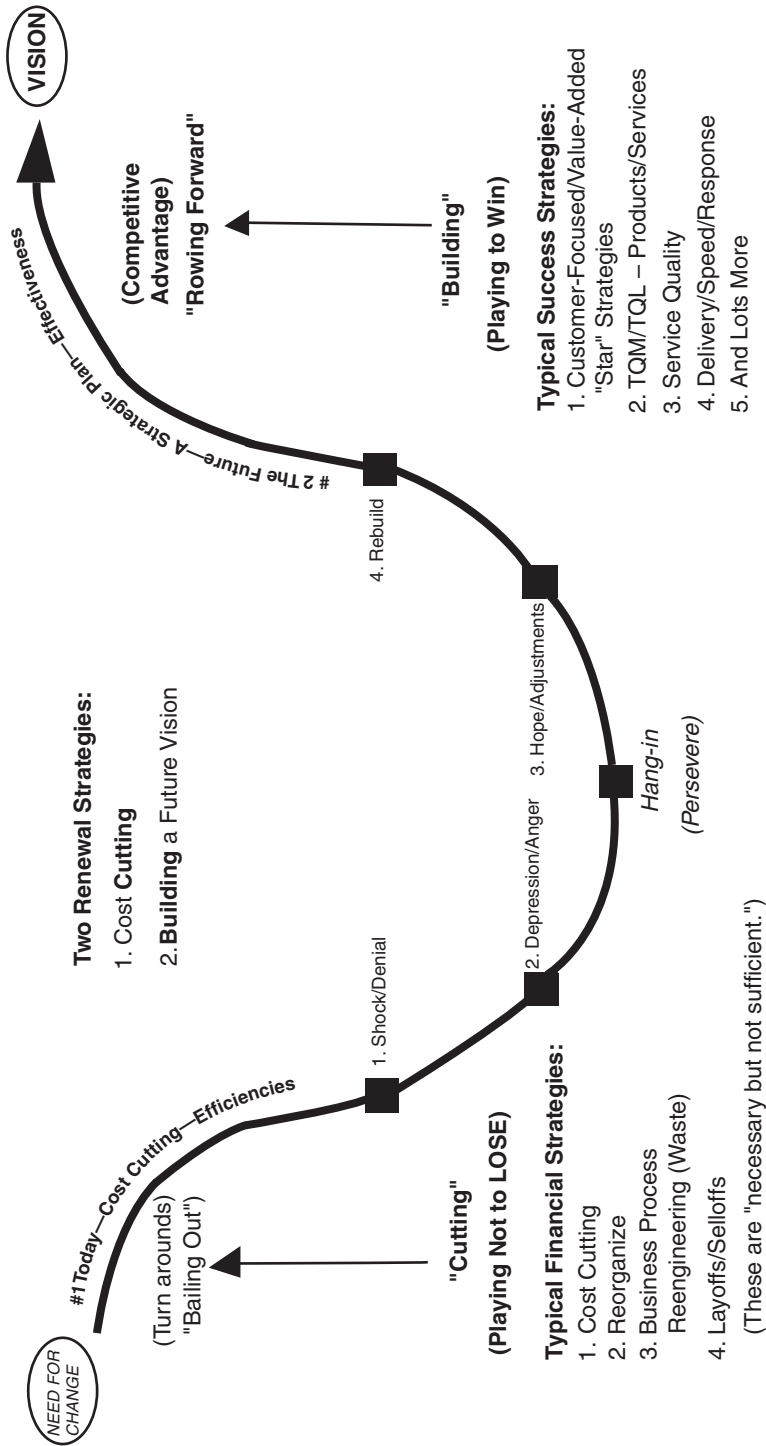 NEED FOR
CHANGE
VISION
#1Today—Cost Cutting—Efficiencies
(Turn arounds)
"Bailing Out"
"Cutting"
(Playing Not to LOSE)
Typical Financial Strategies:
1. Cost Cutting
2. Reorganize
3. Business Process
Reengineering (Waste)
4. Layoffs/Selloffs
(These are "necessary but not sufficient.")
Two Renewal Strategies:
1. Cost Cutting
2. Building a Future Vision
1. Shock/Denial
2. Depression/Anger
Hang-in
(Persevere)
3. Hope/Adjustments
4. Rebuild
# 2 The Future—A Strategic Plan—Effectiveness
(Competitive
Advantage)
"Rowing Forward"
"Building"
(Playing to Win)
Typical Success Strategies:
1. Customer-Focused/Value-Added
"Star" Strategies
2. TQM/TQL – Products/Services
3. Service Quality
4. Delivery/Speed/Response
5. And Lots More